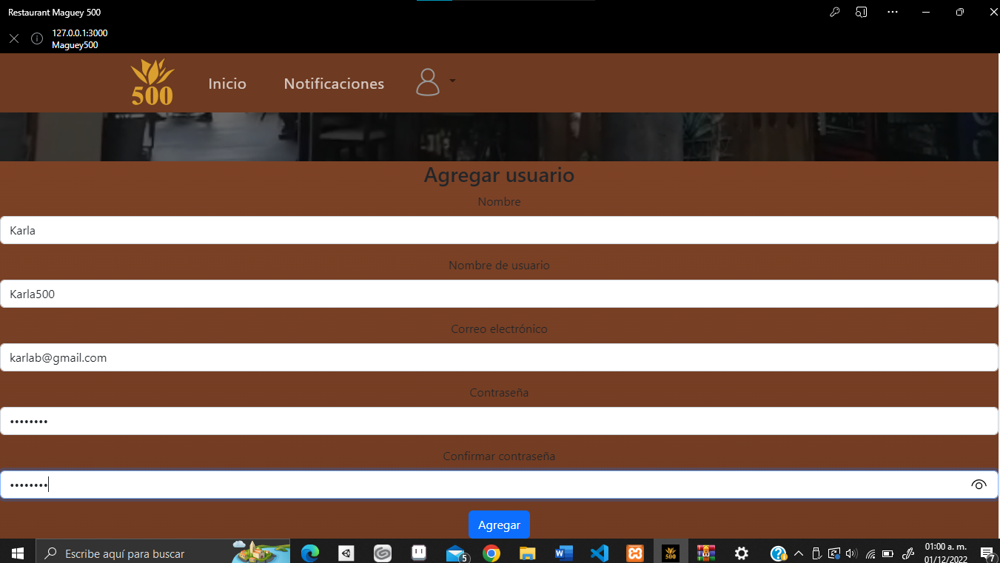 Restaurant Maguey 500
127.0.0.1:3000
Maguey500
500
Inicio
Notificaciones
Agregar usuario
Nombre
Karla
Nombre de usuario
Karla500
Correo electrónico
karlab@gmail.com
Contraseña
••••••••
Confirmar contraseña
••••••••
Agregar
Escribe aquí para buscar
5
500
01:00 a. m.
01/12/2022
7